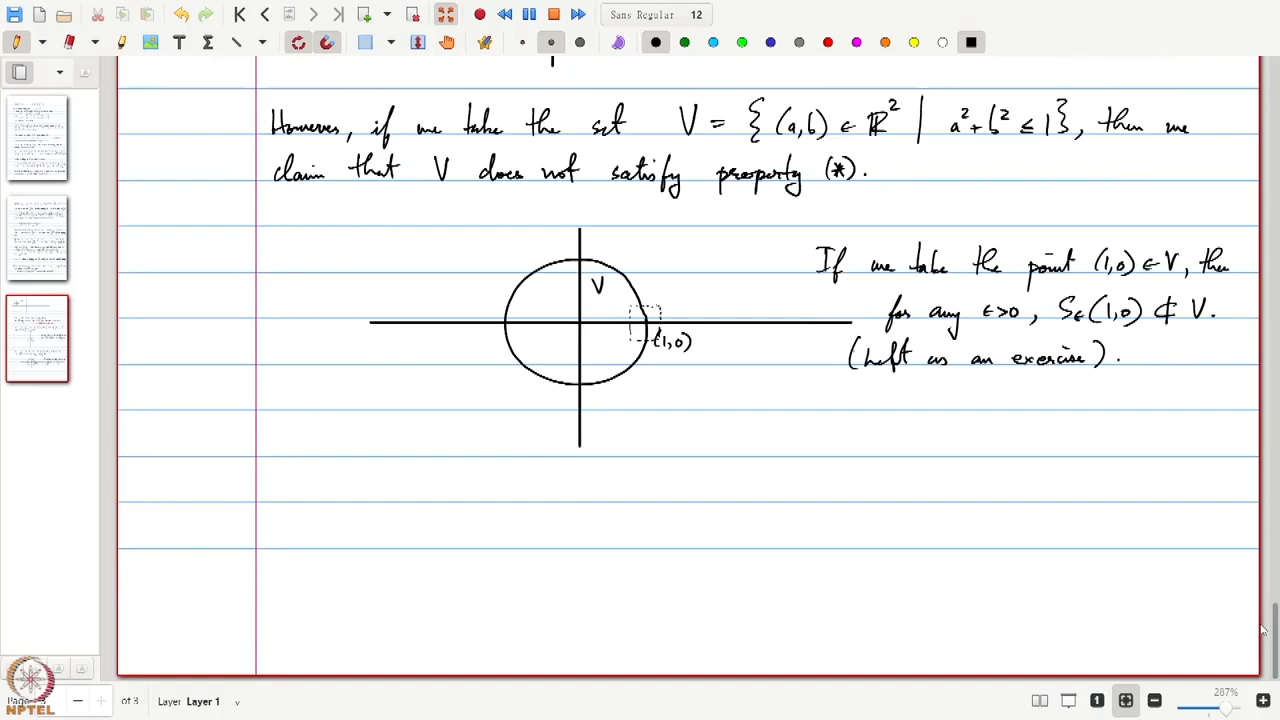 Sans Regular 12
However, if we take the set V = { (a,b) ∈ ℝ² | a²+b² ≤ 1 }, then we
claim that V does not satisfy property (*).
V
(1,0)
If we take the point (1,0) ∈ V, then
for any ε>0, Sε(1,0) ⊄ V.
(Left as an exercise).
NPTEL
of 3
Layer Layer 1
287%